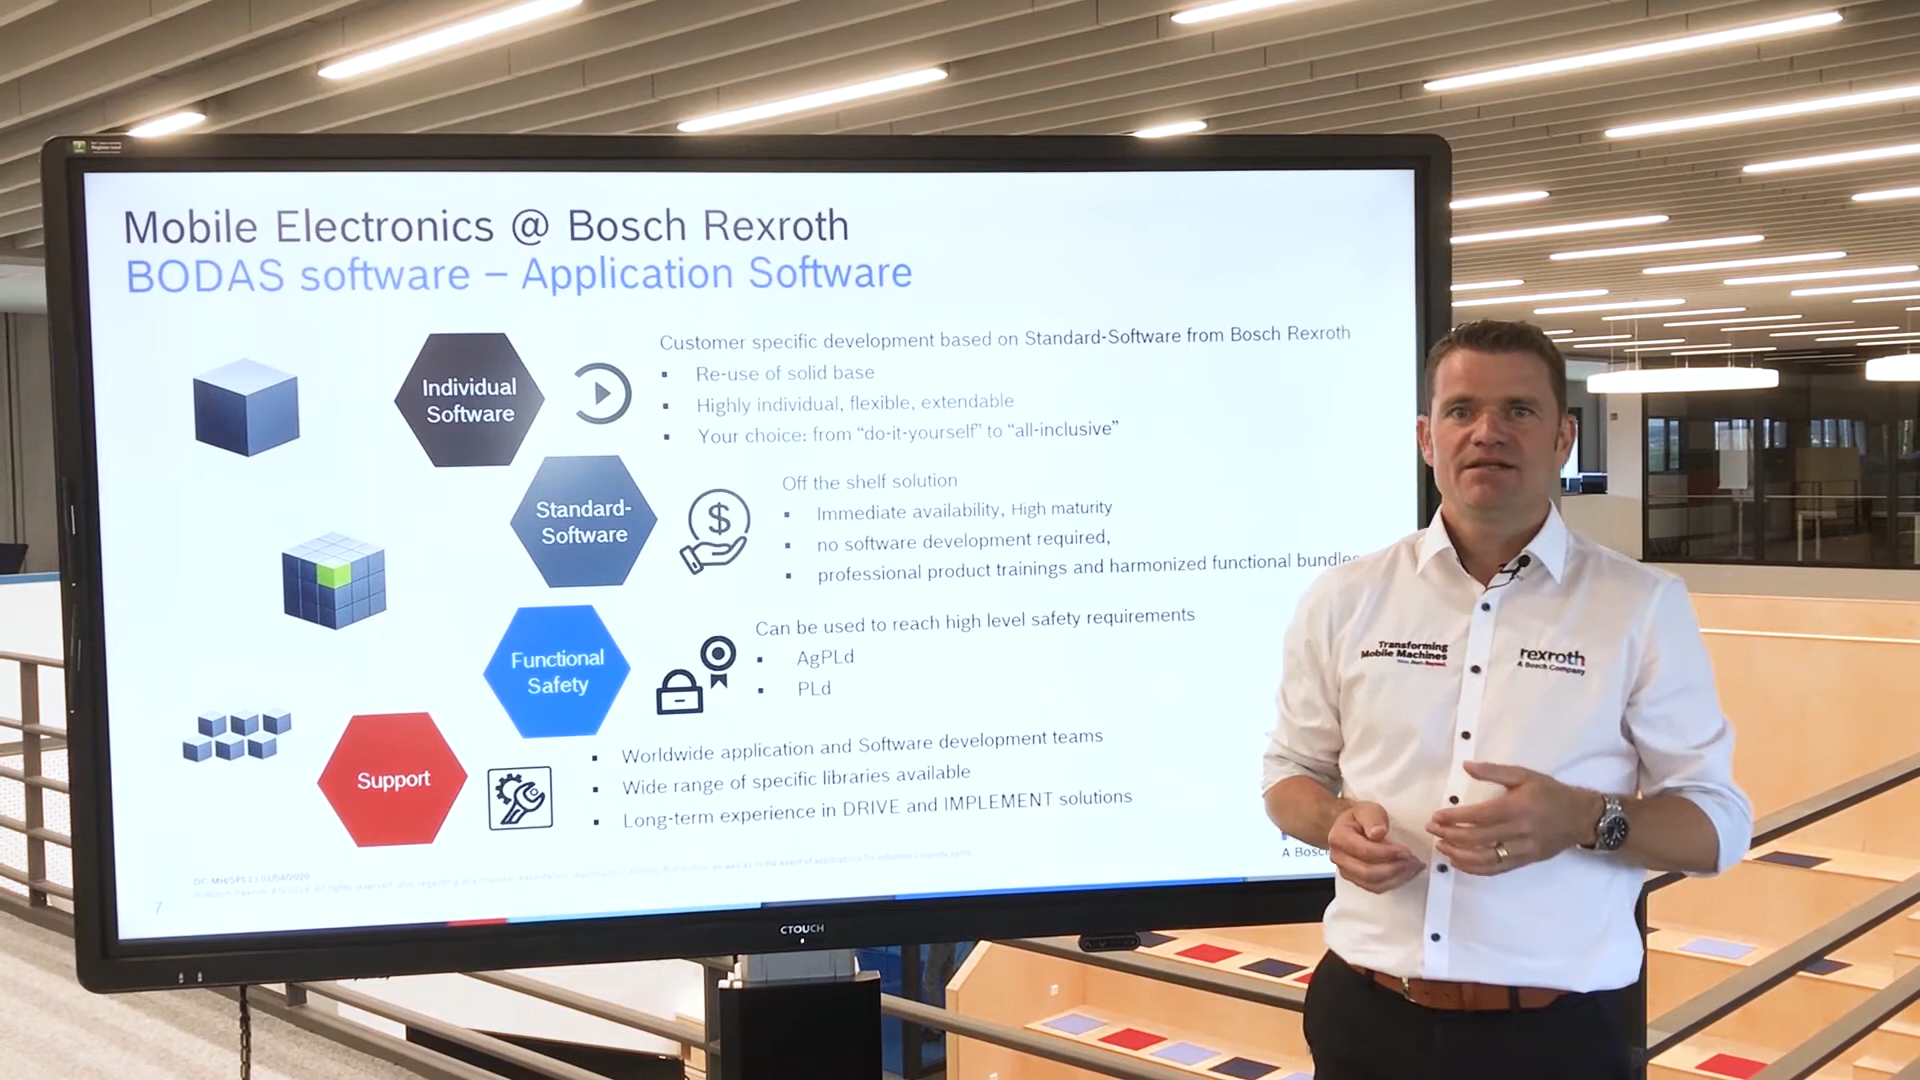 Mobile Electronics @ Bosch Rexroth
BODAS software – Application Software
Individual
Software
Customer specific development based on Standard-Software from Bosch Rexroth
▪ Re-use of solid base
▪ Highly individual, flexible, extendable
▪ Your choice: from “do-it-yourself” to “all-inclusive”
Standard-
Software
$
Off the shelf solution
▪ Immediate availability, High maturity
▪ no software development required,
▪ professional product trainings and harmonized functional bundles
Functional
Safety
Can be used to reach high level safety requirements
▪ AgPLd
▪ PLd
Support
▪ Worldwide application and Software development teams
▪ Wide range of specific libraries available
▪ Long-term experience in DRIVE and IMPLEMENT solutions
7
A Bosc
CTOUCH
Transforming
Mobile Machines
rexroth
A Bosch Company